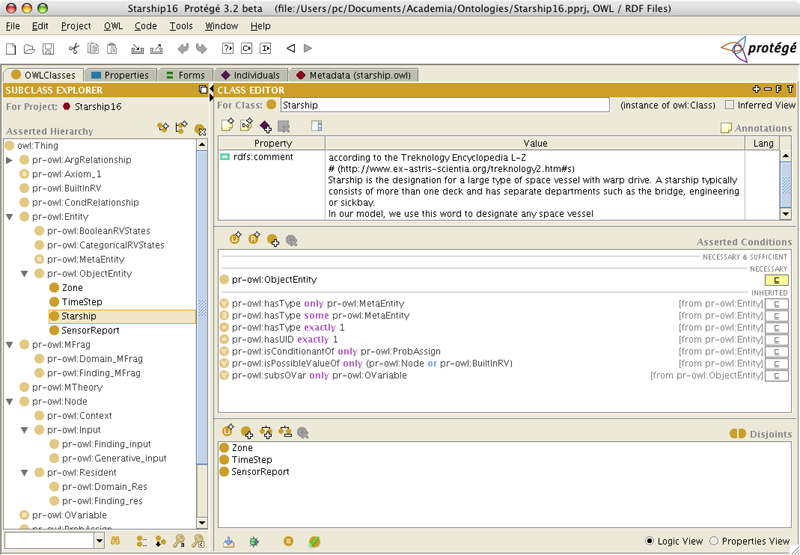 Starship16  Protégé 3.2 beta    (file:/Users/pc/Documents/Academia/Ontologies/Starship16.pprj, OWL / RDF Files)
File Edit Project OWL Code Tools Window Help
protégé
OWLClasses Properties Forms Individuals Metadata (starship.owl)
SUBCLASS EXPLORER
For Project: Starship16
Asserted Hierarchy
owl:Thing
pr-owl:ArgRelationship
pr-owl:Axiom_1
pr-owl:BuiltInRV
pr-owl:CondRelationship
pr-owl:Entity
pr-owl:BooleanRVStates
pr-owl:CategoricalRVStates
pr-owl:MetaEntity
pr-owl:ObjectEntity
Zone
TimeStep
Starship
SensorReport
pr-owl:MFrag
pr-owl:Domain_MFrag
pr-owl:Finding_MFrag
pr-owl:MTheory
pr-owl:Node
pr-owl:Context
pr-owl:Input
pr-owl:Finding_input
pr-owl:Generative_input
pr-owl:Resident
pr-owl:Domain_Res
pr-owl:Finding_res
pr-owl:OVariable
pr-owl:ProbAssign
CLASS EDITOR
For Class: Starship (instance of owl:Class) Inferred View
Annotations
Property Value Lang
rdfs:comment
according to the Treknology Encyclopedia L-Z
# (http://www.ex-astris-scientia.org/treknology2.htm#s)
Starship is the designation for a large type of space vessel with warp drive. A starship typically
consists of more than one deck and has separate departments such as the bridge, engineering
or sickbay.
In our model, we use this word to designate any space vessel
Asserted Conditions
NECESSARY & SUFFICIENT
NECESSARY
pr-owl:ObjectEntity
INHERITED
pr-owl:hasType only pr-owl:MetaEntity [from pr-owl:Entity]
pr-owl:hasType some pr-owl:MetaEntity [from pr-owl:Entity]
pr-owl:hasType exactly 1 [from pr-owl:Entity]
pr-owl:hasUID exactly 1 [from pr-owl:Entity]
pr-owl:isConditionantOf only pr-owl:ProbAssign [from pr-owl:Entity]
pr-owl:isPossibleValueOf only (pr-owl:Node or pr-owl:BuiltInRV) [from pr-owl:Entity]
pr-owl:subsOVar only pr-owl:OVariable [from pr-owl:ObjectEntity]
Disjoints
Zone
TimeStep
SensorReport
Logic View Properties View